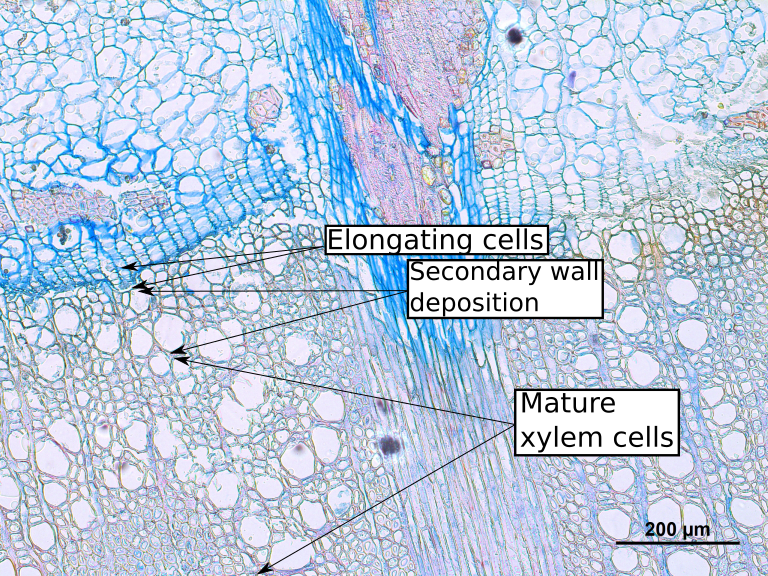 Elongating cells
Secondary wall
deposition
Mature
xylem cells
200 µm